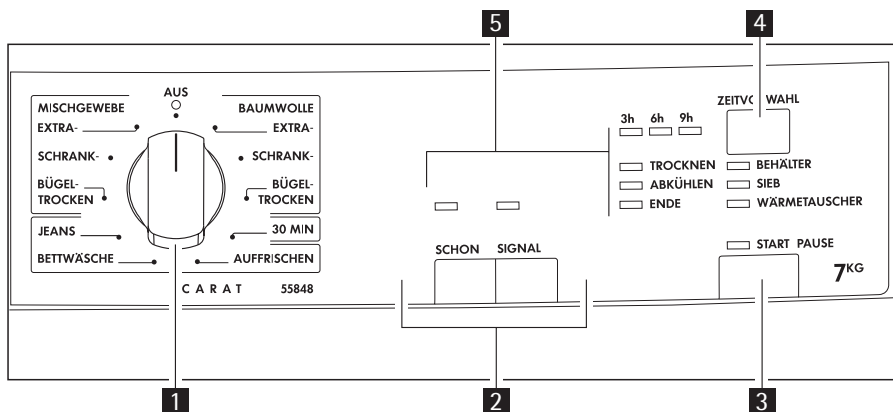 5
4
AUS
MISCHGEWEBE
BAUMWOLLE
EXTRA-
EXTRA-
SCHRANK-
SCHRANK-
BÜGEL-
TROCKEN
BÜGEL-
TROCKEN
JEANS
30 MIN
BETTWÄSCHE
AUFFRISCHEN
CARAT 55848
SCHON SIGNAL
3h 6h 9h
ZEITVORWAHL
TROCKNEN
ABKÜHLEN
ENDE
BEHÄLTER
SIEB
WÄRMETAUSCHER
START PAUSE
7KG
1
2
3